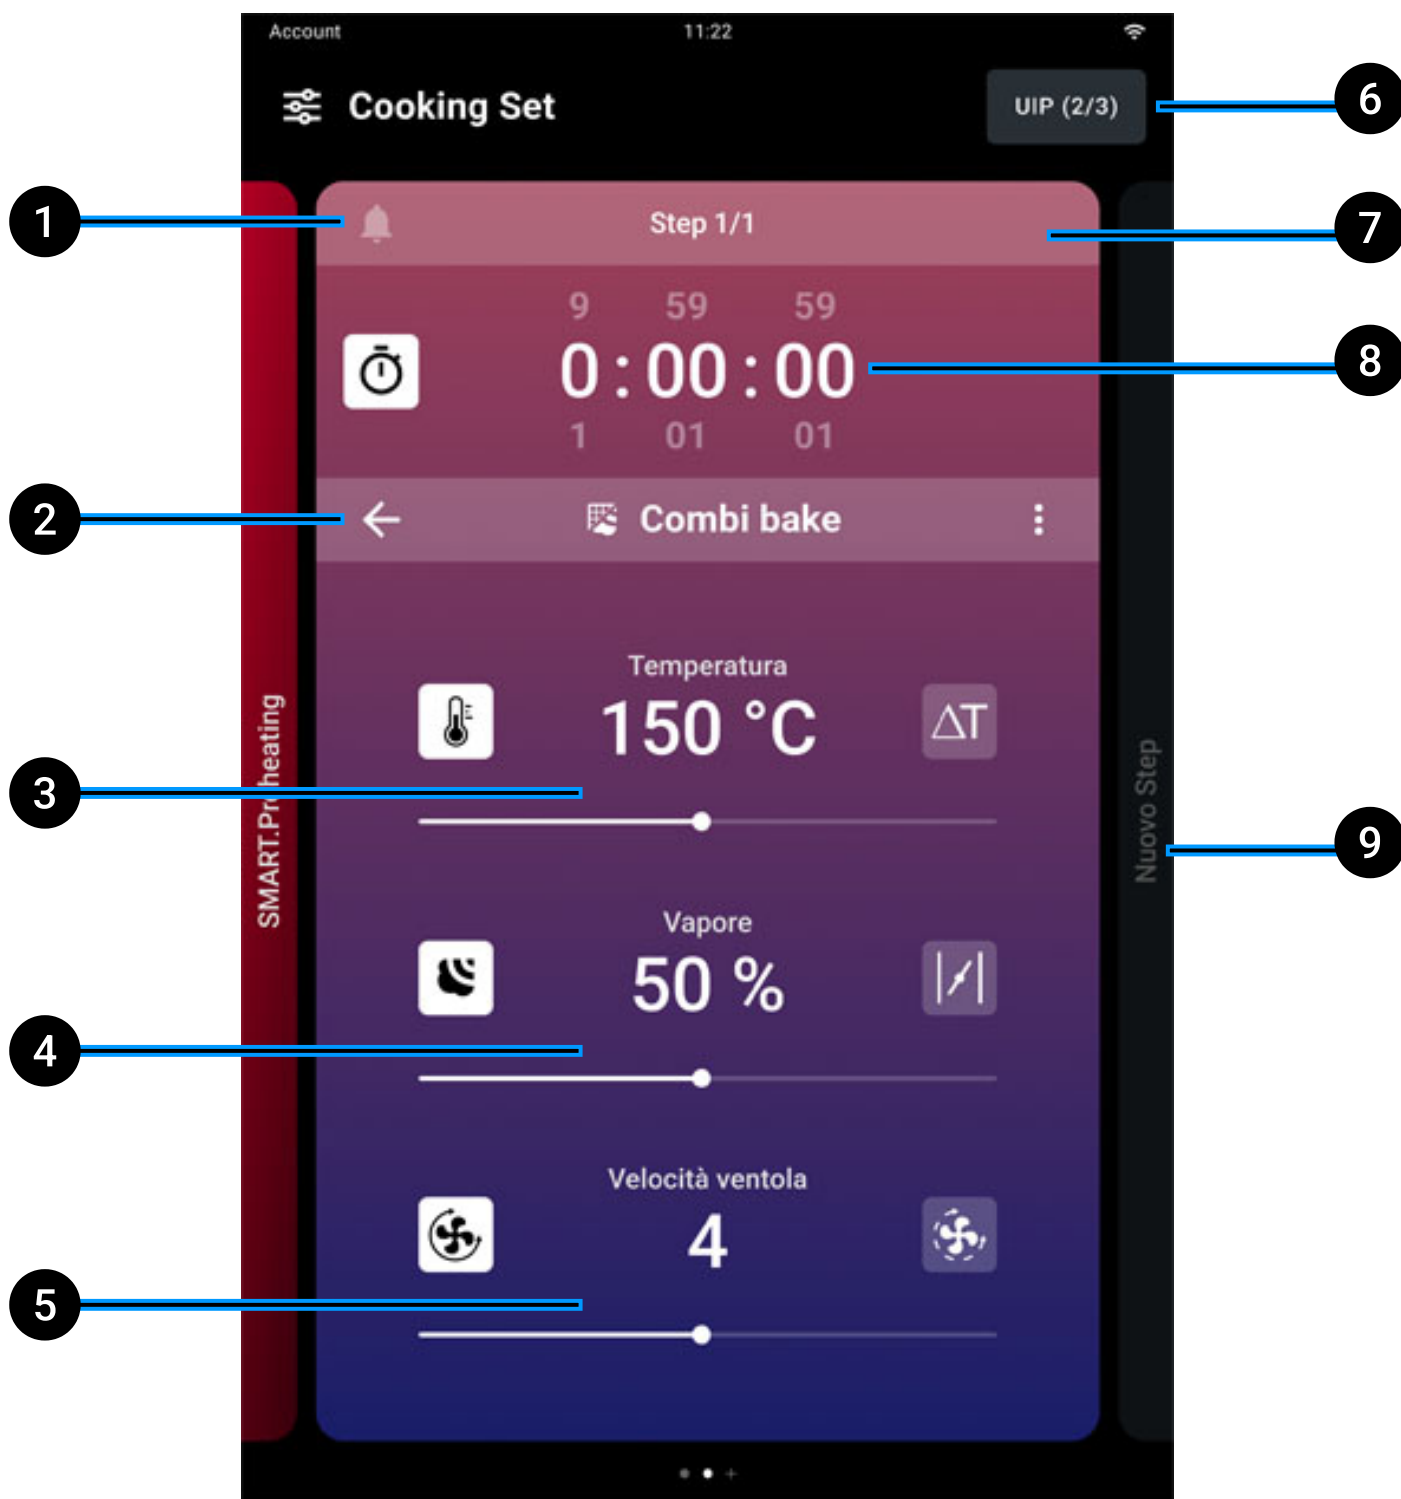 Account 11:22
Cooking Set UIP (2/3)
6
1
Step 1/1
7
9 59 59
0 : 00 : 00
8
1 01 01
2
Combi bake
Temperatura
150 °C
ΔT
3
SMART.Preheating
Nuovo Step
9
Vapore
50 %
4
Velocità ventola
4
5